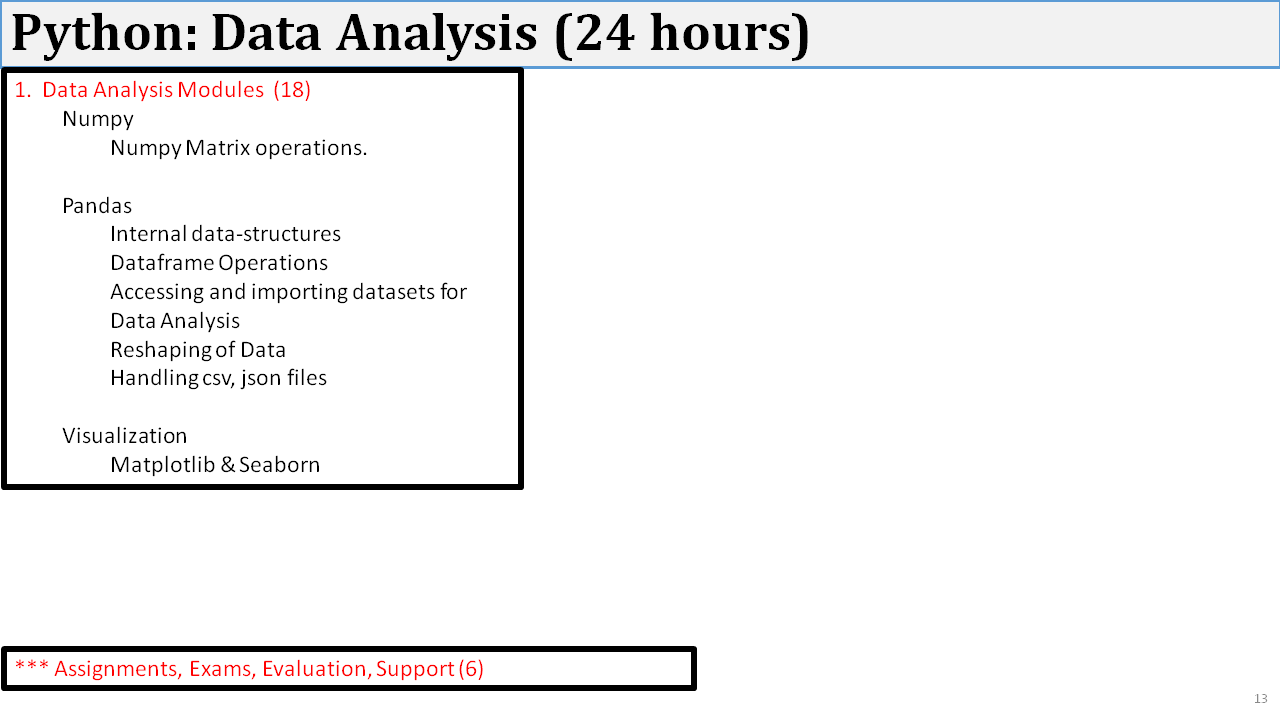 Python: Data Analysis (24 hours)
1. Data Analysis Modules (18)
Numpy
Numpy Matrix operations.
Pandas
Internal data-structures
Dataframe Operations
Accessing and importing datasets for
Data Analysis
Reshaping of Data
Handling csv, json files
Visualization
Matplotlib & Seaborn
*** Assignments, Exams, Evaluation, Support (6)
13